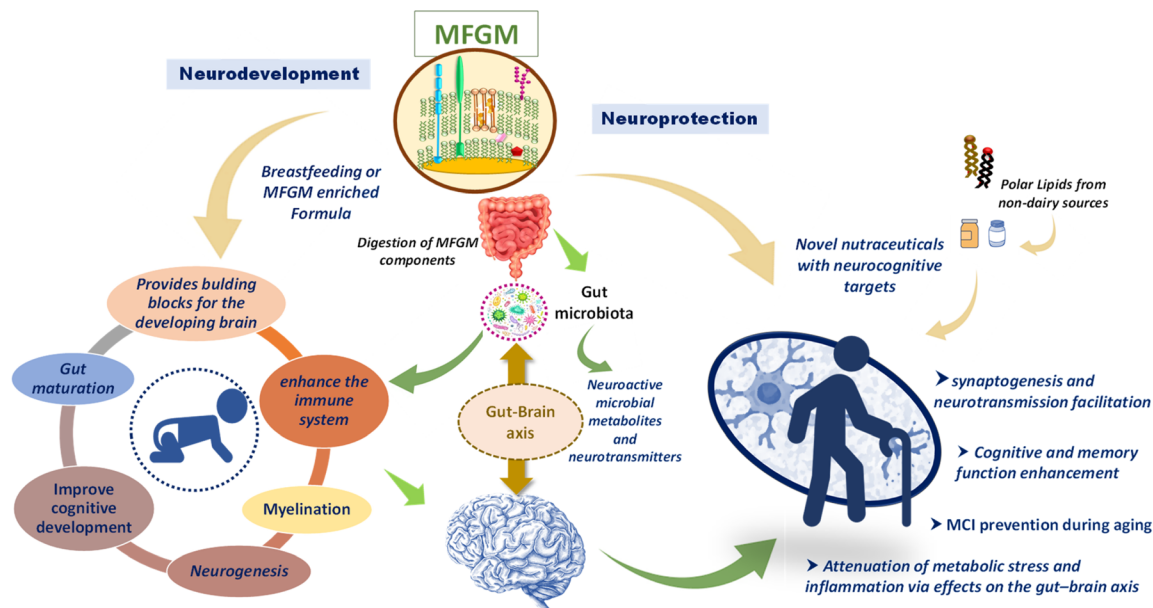 MFGM
Neurodevelopment
Neuroprotection
Breastfeeding or
MFGM enriched
Formula
Polar Lipids from
non-dairy sources
Digestion of MFGM
components
Novel nutraceuticals
with neurocognitive
targets
Gut
microbiota
Provides bulding
blocks for the
developing brain
Gut
maturation
enhance the
immune
system
Improve
cognitive
development
Myelination
Neurogenesis
Gut-Brain
axis
Neuroactive
microbial
metabolites
and
neurotransmitters
➤ synaptogenesis and
neurotransmission facilitation
➤ Cognitive and memory
function enhancement
➤ MCI prevention during aging
➤ Attenuation of metabolic stress and
inflammation via effects on the gut–brain axis